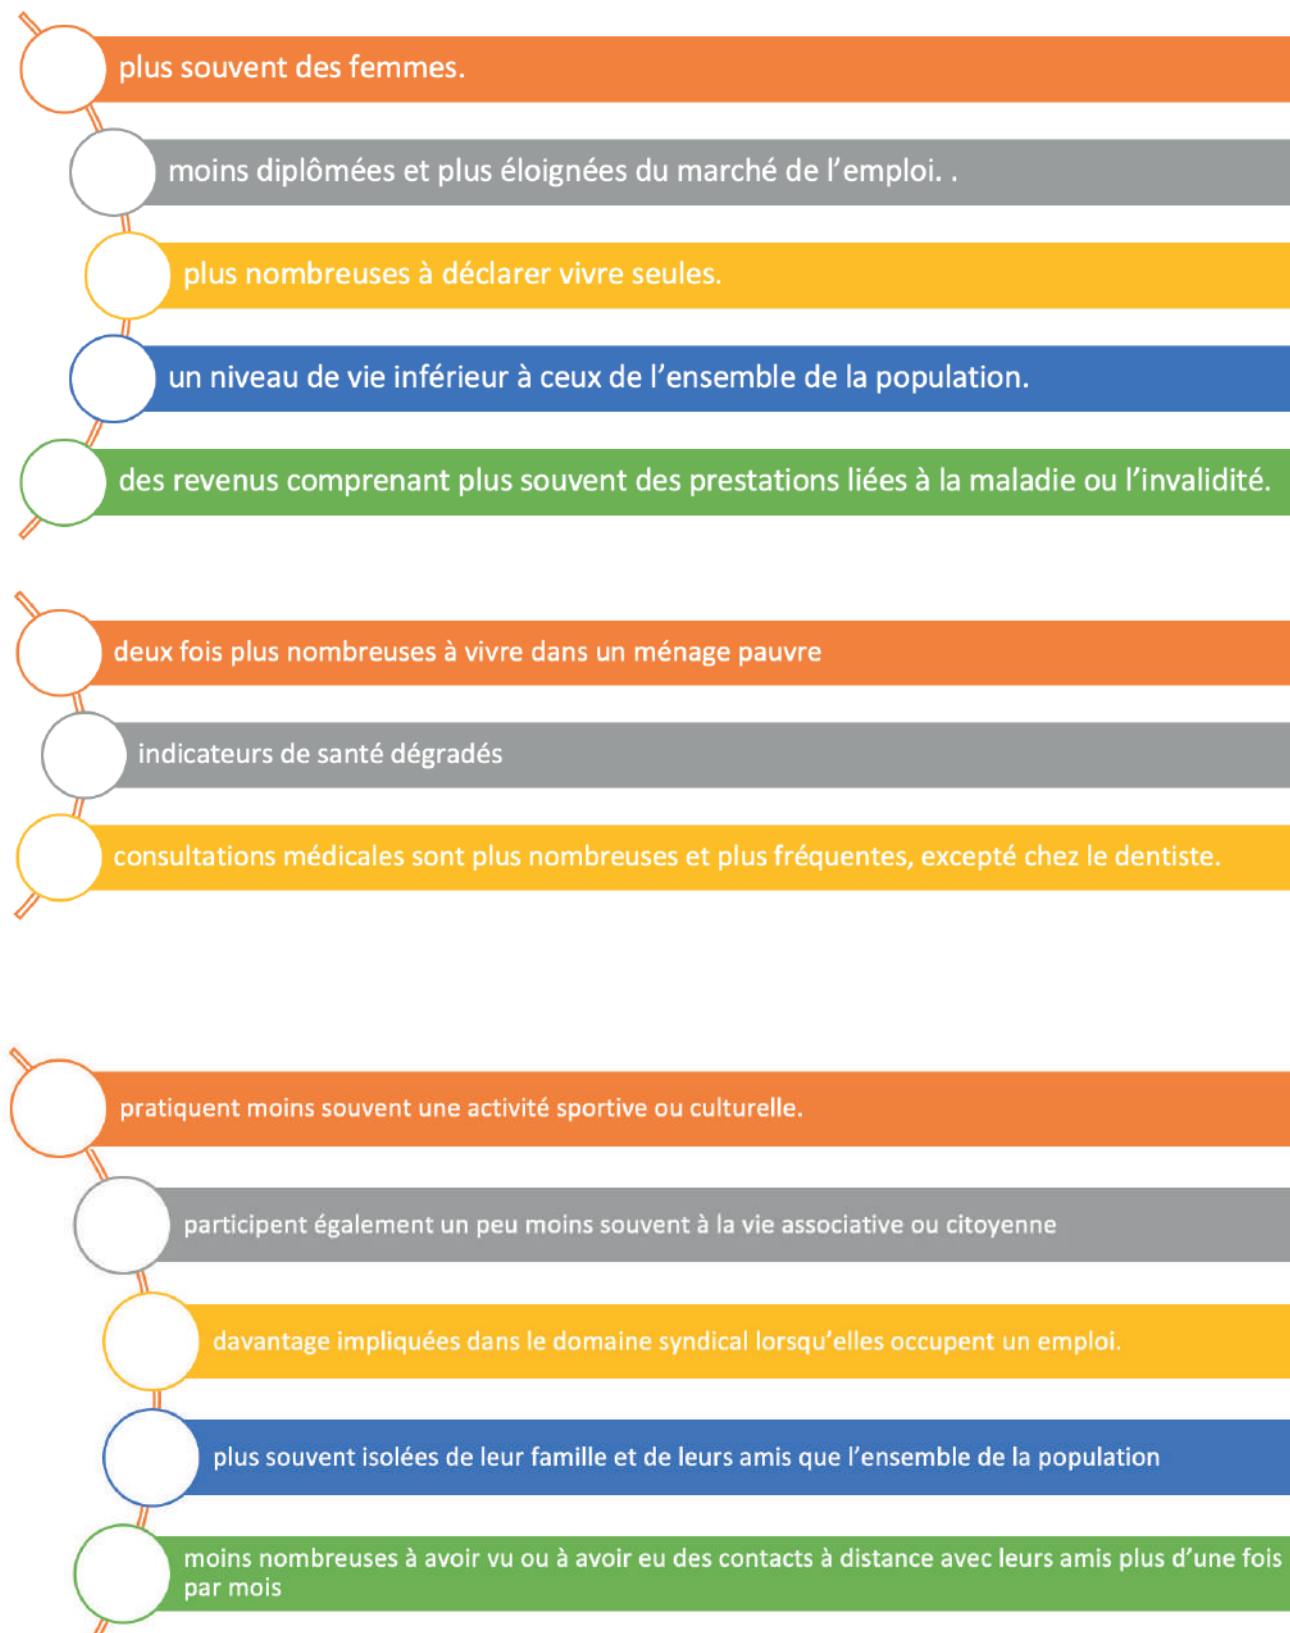 plus souvent des femmes.
moins diplômées et plus éloignées du marché de l’emploi. .
plus nombreuses à déclarer vivre seules.
un niveau de vie inférieur à ceux de l’ensemble de la population.
des revenus comprenant plus souvent des prestations liées à la maladie ou l’invalidité.
deux fois plus nombreuses à vivre dans un ménage pauvre
indicateurs de santé dégradés
consultations médicales sont plus nombreuses et plus fréquentes, excepté chez le dentiste.
pratiquent moins souvent une activité sportive ou culturelle.
participent également un peu moins souvent à la vie associative ou citoyenne
davantage impliquées dans le domaine syndical lorsqu’elles occupent un emploi.
plus souvent isolées de leur famille et de leurs amis que l’ensemble de la population
moins nombreuses à avoir vu ou à avoir eu des contacts à distance avec leurs amis plus d’une fois
par mois